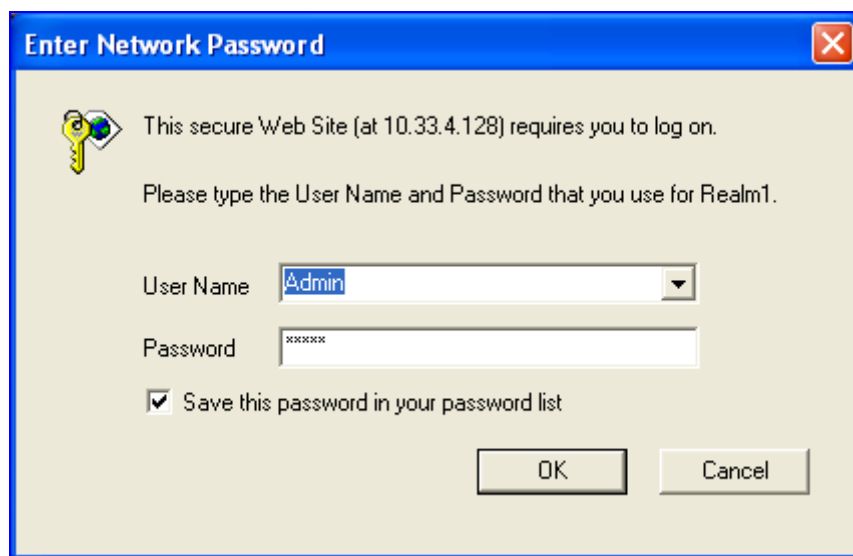 Enter Network Password
This secure Web Site (at 10.33.4.128) requires you to log on.
Please type the User Name and Password that you use for Realm1.
User Name Admin
Password *****
Save this password in your password list
OK Cancel